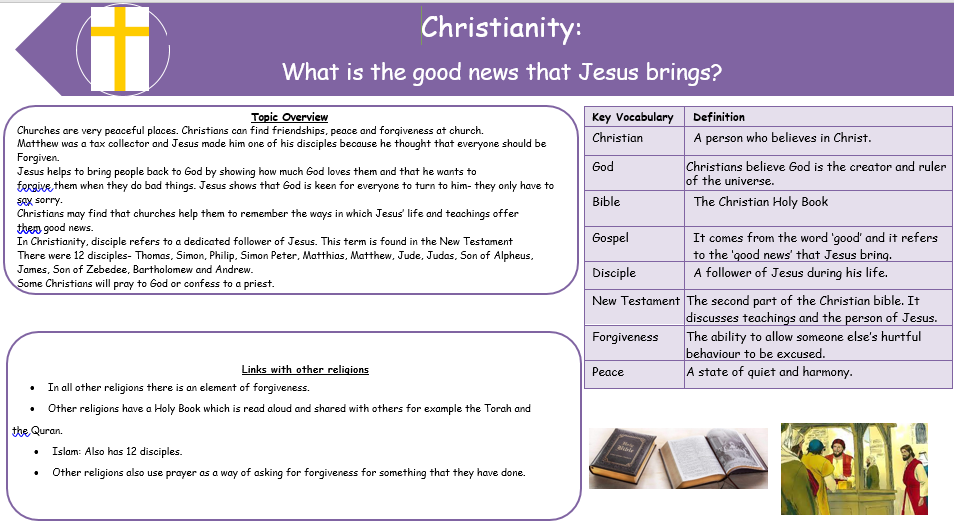 Christianity:
What is the good news that Jesus brings?
Topic Overview
Churches are very peaceful places. Christians can find friendships, peace and forgiveness at church.
Matthew was a tax collector and Jesus made him one of his disciples because he thought that everyone should be
Forgiven.
Jesus helps to bring people back to God by showing how much God loves them and that he wants to
forgive them when they do bad things. Jesus shows that God is keen for everyone to turn to him- they only have to
say sorry.
Christians may find that churches help them to remember the ways in which Jesus' life and teachings offer
them good news.
In Christianity, disciple refers to a dedicated follower of Jesus. This term is found in the New Testament
There were 12 disciples- Thomas, Simon, Philip, Simon Peter, Matthias, Matthew, Jude, Judas, Son of Alpheus,
James, Son of Zebedee, Bartholomew and Andrew.
Some Christians will pray to God or confess to a priest.
Links with other religions
• In all other religions there is an element of forgiveness.
• Other religions have a Holy Book which is read aloud and shared with others for example the Torah and
the Quran.
• Islam: Also has 12 disciples.
• Other religions also use prayer as a way of asking for forgiveness for something that they have done.
Key Vocabulary Definition
Christian A person who believes in Christ.
God Christians believe God is the creator and ruler
of the universe.
Bible The Christian Holy Book
Gospel It comes from the word 'good' and it refers
to the 'good news' that Jesus bring.
Disciple A follower of Jesus during his life.
New Testament The second part of the Christian bible. It
discusses teachings and the person of Jesus.
Forgiveness The ability to allow someone else's hurtful
behaviour to be excused.
Peace A state of quiet and harmony.
Holy
Bible